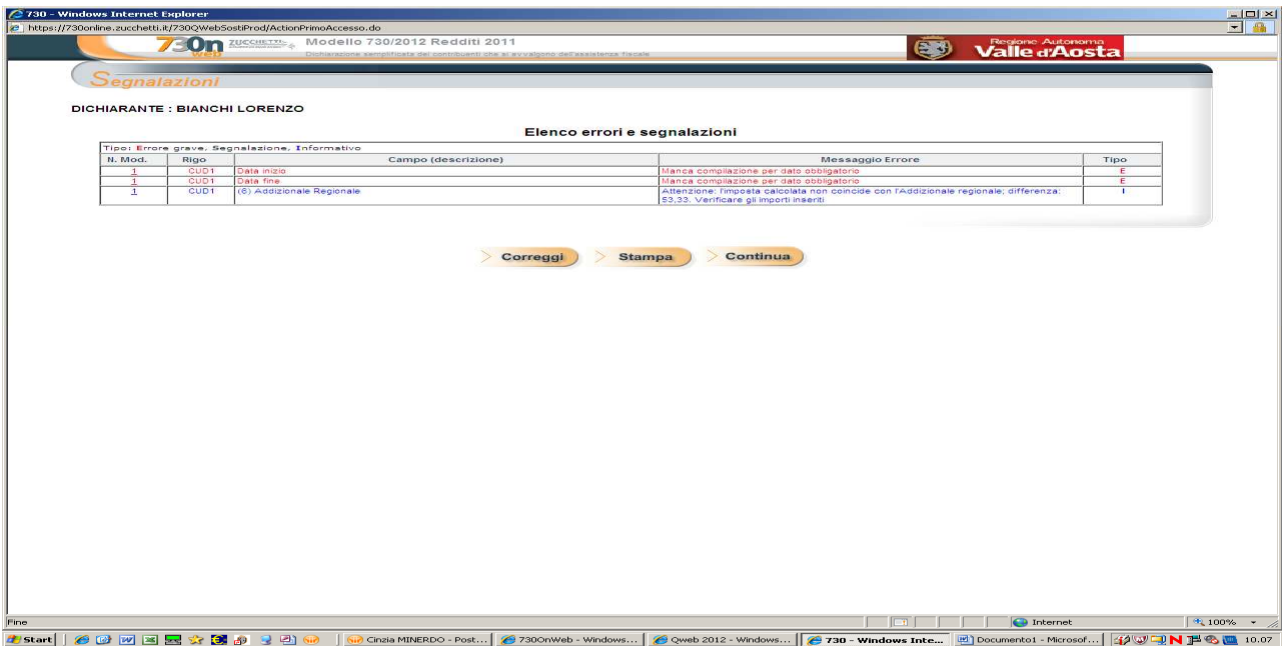 730 - Windows Internet Explorer
https://730online.zucchetti.it/730QWebSostiProd/ActionPrimoAccesso.do
730n web ZUCCHETTI Modello 730/2012 Redditi 2011
Dichiarazione semplificata dei contribuenti che si avvalgono dell'assistenza fiscale
Regione Autonoma
Valle d'Aosta
Segnalazioni
DICHIARANTE : BIANCHI LORENZO
Elenco errori e segnalazioni
Tipo: Errore grave, Segnalazione, Informativo
N. Mod. Rigo Campo (descrizione) Messaggio Errore Tipo
1 CUD1 Data inizio Manca compilazione per dato obbligatorio E
1 CUD1 Data fine Manca compilazione per dato obbligatorio E
1 CUD1 (6) Addizionale Regionale Attenzione: l'imposta calcolata non coincide con l'Addizionale regionale; differenza: I
53,33. Verificare gli importi inseriti
Correggi Stampa Continua
Fine Internet 100%
Start Cinzia MINERDO - Post... 730OnWeb - Windows... Qweb 2012 - Windows... 730 - Windows Inte... Documento1 - Microsof... 10.07